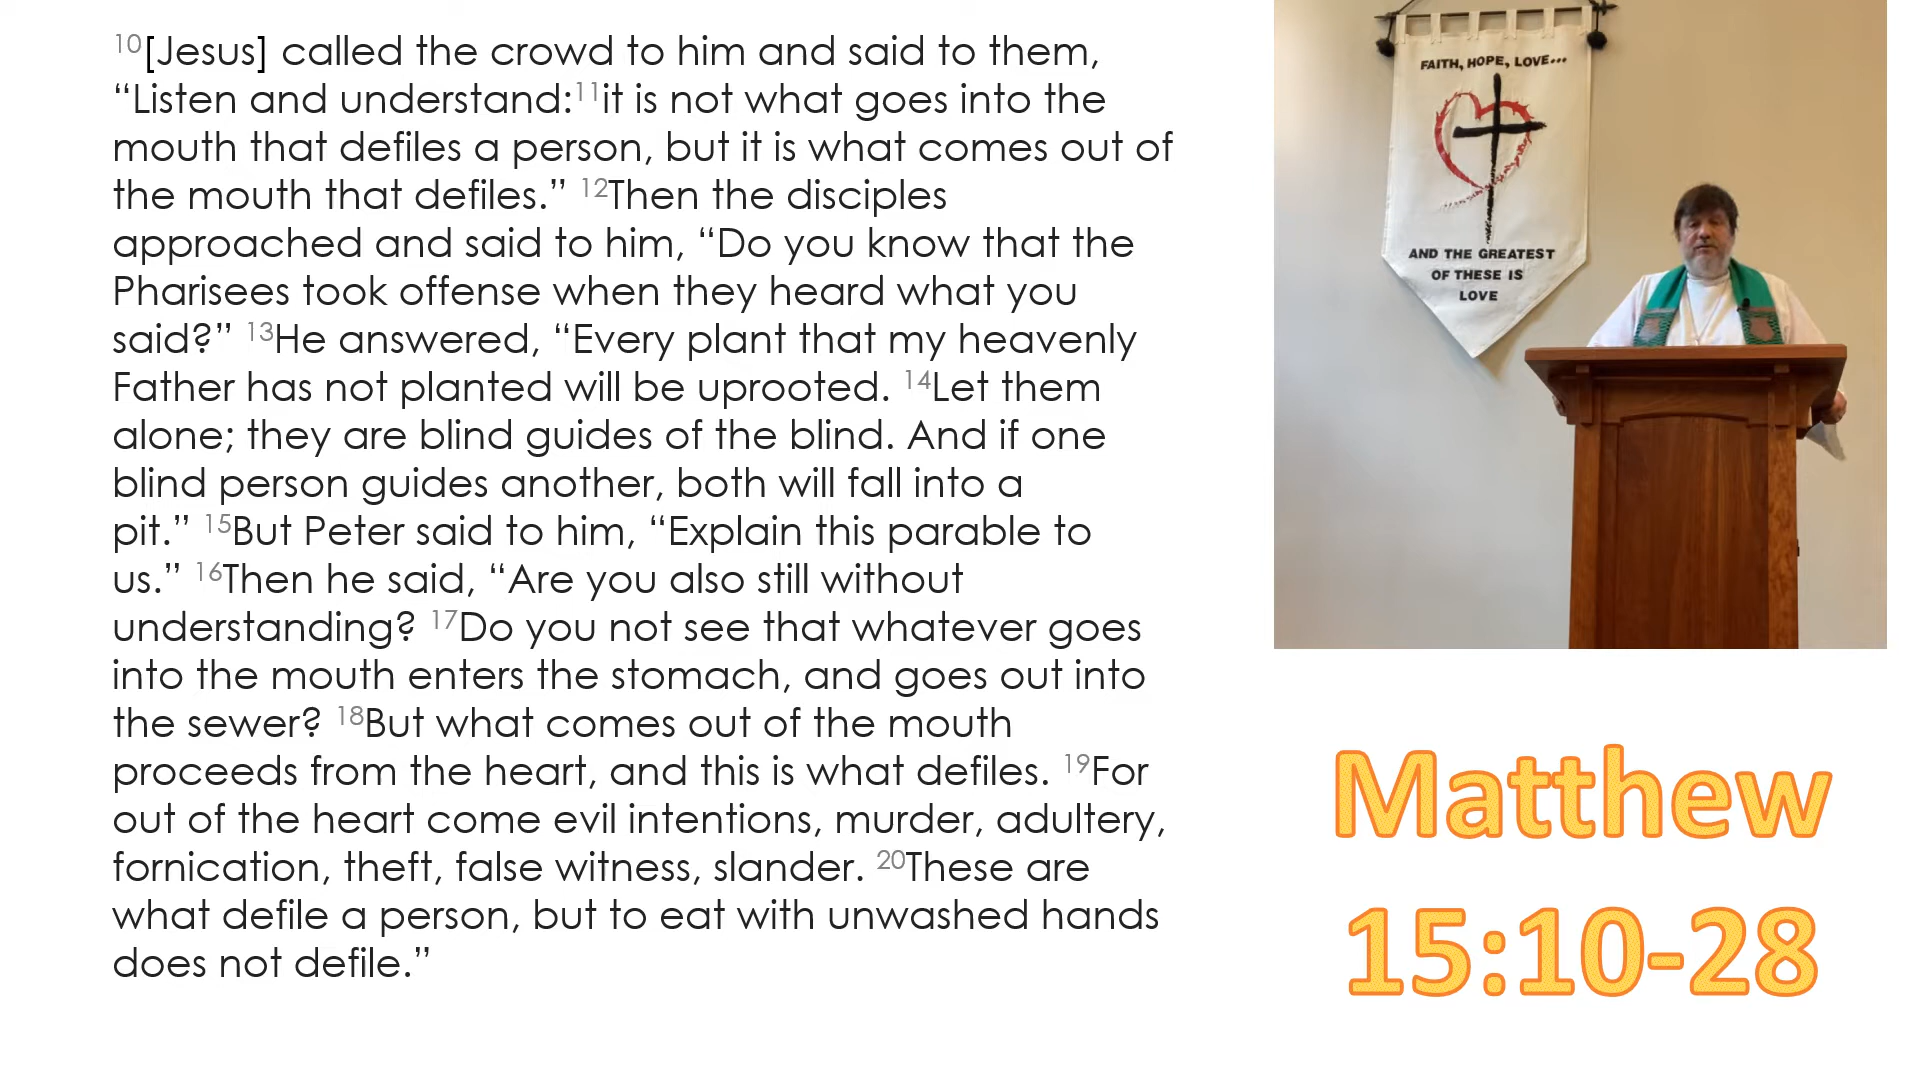 10[Jesus] called the crowd to him and said to them,
“Listen and understand:11it is not what goes into the
mouth that defiles a person, but it is what comes out of
the mouth that defiles.” 12Then the disciples
approached and said to him, “Do you know that the
Pharisees took offense when they heard what you
said?” 13He answered, “Every plant that my heavenly
Father has not planted will be uprooted. 14Let them
alone; they are blind guides of the blind. And if one
blind person guides another, both will fall into a
pit.” 15But Peter said to him, “Explain this parable to
us.” 16Then he said, “Are you also still without
understanding? 17Do you not see that whatever goes
into the mouth enters the stomach, and goes out into
the sewer? 18But what comes out of the mouth
proceeds from the heart, and this is what defiles. 19For
out of the heart come evil intentions, murder, adultery,
fornication, theft, false witness, slander. 20These are
what defile a person, but to eat with unwashed hands
does not defile.”
FAITH, HOPE, LOVE...
AND THE GREATEST
OF THESE IS
LOVE
Matthew
15:10-28